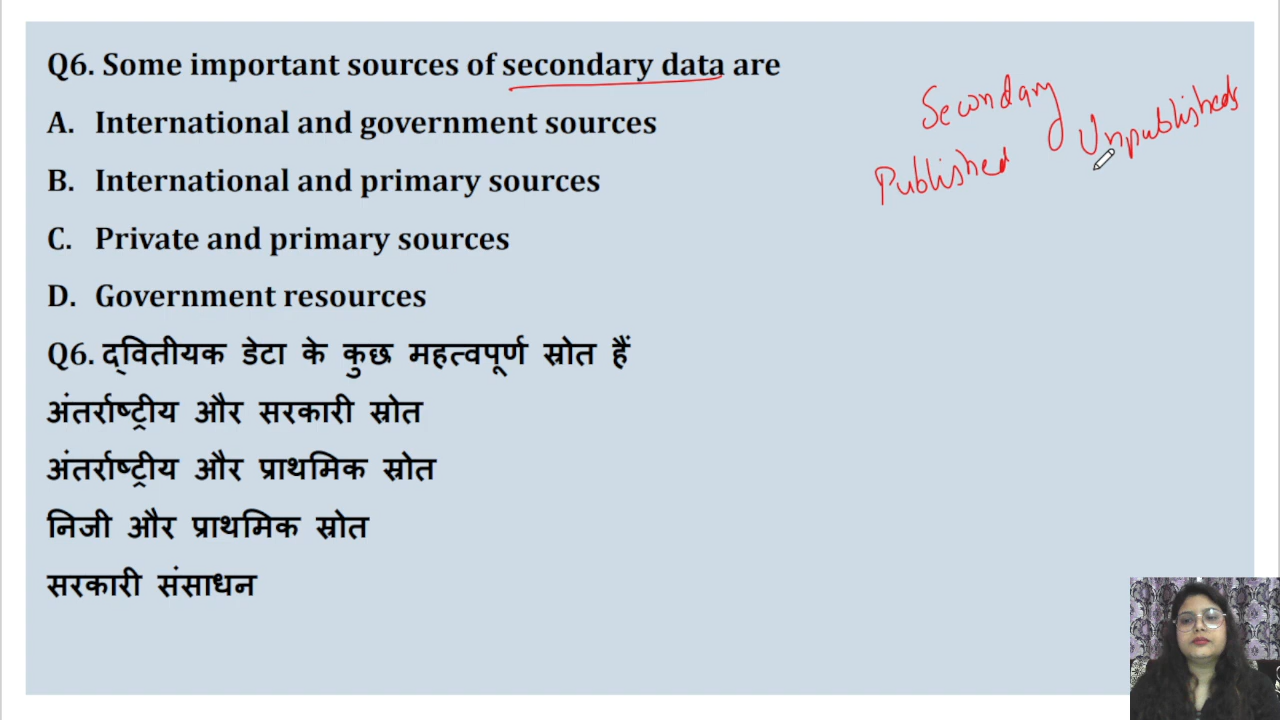 Q6. Some important sources of secondary data are
A. International and government sources
B. International and primary sources
C. Private and primary sources
D. Government resources
Q6. द्वितीयक डेटा के कुछ महत्वपूर्ण स्रोत हैं
अंतर्राष्ट्रीय और सरकारी स्रोत
अंतर्राष्ट्रीय और प्राथमिक स्रोत
निजी और प्राथमिक स्रोत
सरकारी संसाधन
Secondary
Published Unpublished